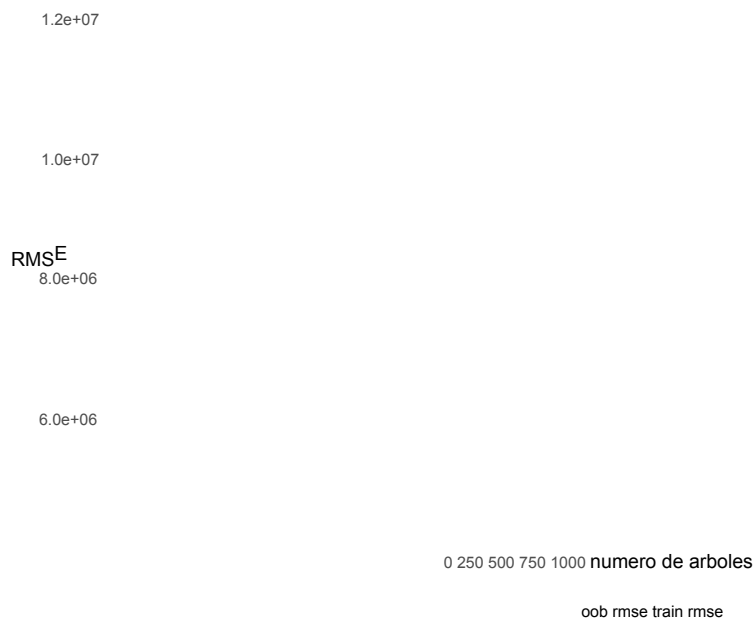 1.2e+07
1.0e+07
RMSE
8.0e+06
6.0e+06
0 250 500 750 1000 numero de arboles
oob rmse train rmse